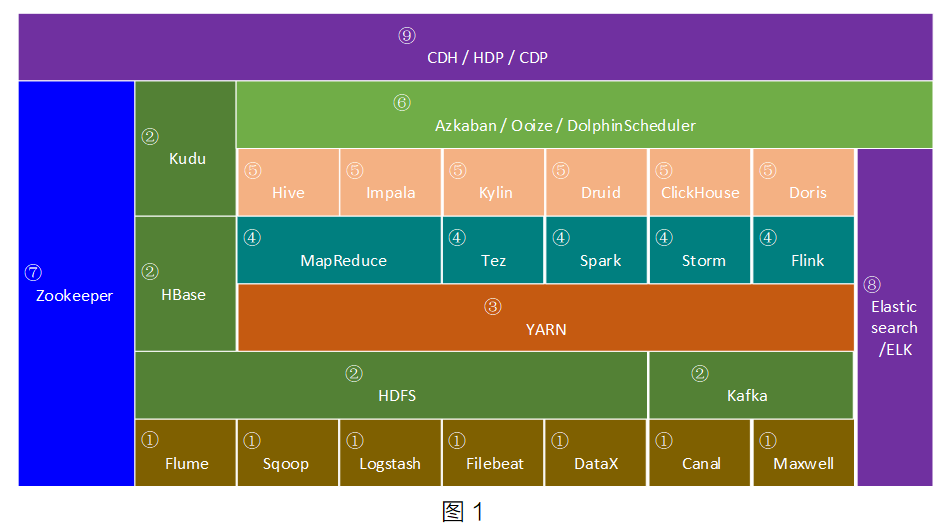 ⑨
CDH / HDP / CDP
⑥
Azkaban / Ooize / DolphinScheduler
②
Kudu
⑤
Hive
⑤
Impala
⑤
Kylin
⑤
Druid
⑤
ClickHouse
⑤
Doris
⑦
Zookeeper
②
HBase
④
MapReduce
④
Tez
④
Spark
④
Storm
④
Flink
⑧
Elastic
search
/ELK
③
YARN
②
HDFS
②
Kafka
①
Flume
①
Sqoop
①
Logstash
①
Filebeat
①
DataX
①
Canal
①
Maxwell
图 1